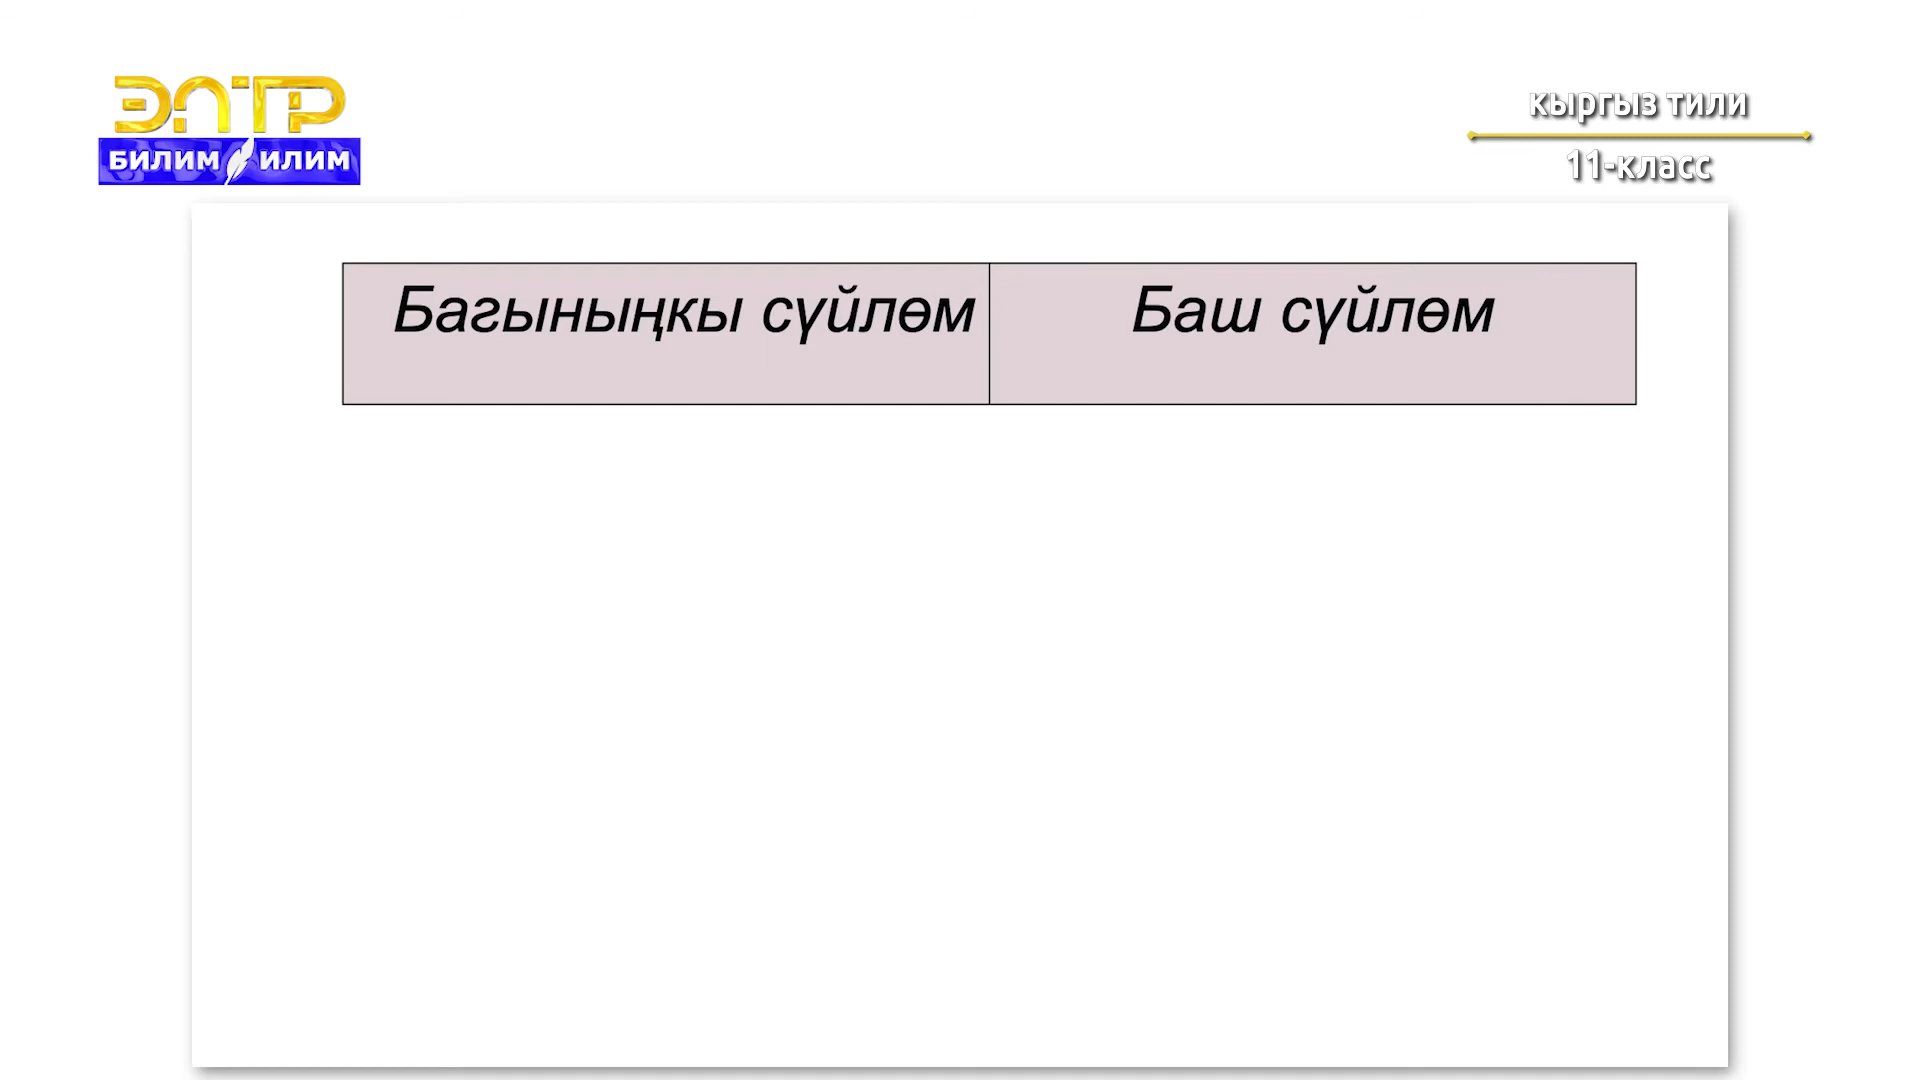 ЭЛТР
БИЛИМ ИЛИМ
кыргыз тили
11-класс
Багыныңкы сүйлөм
Баш сүйлөм